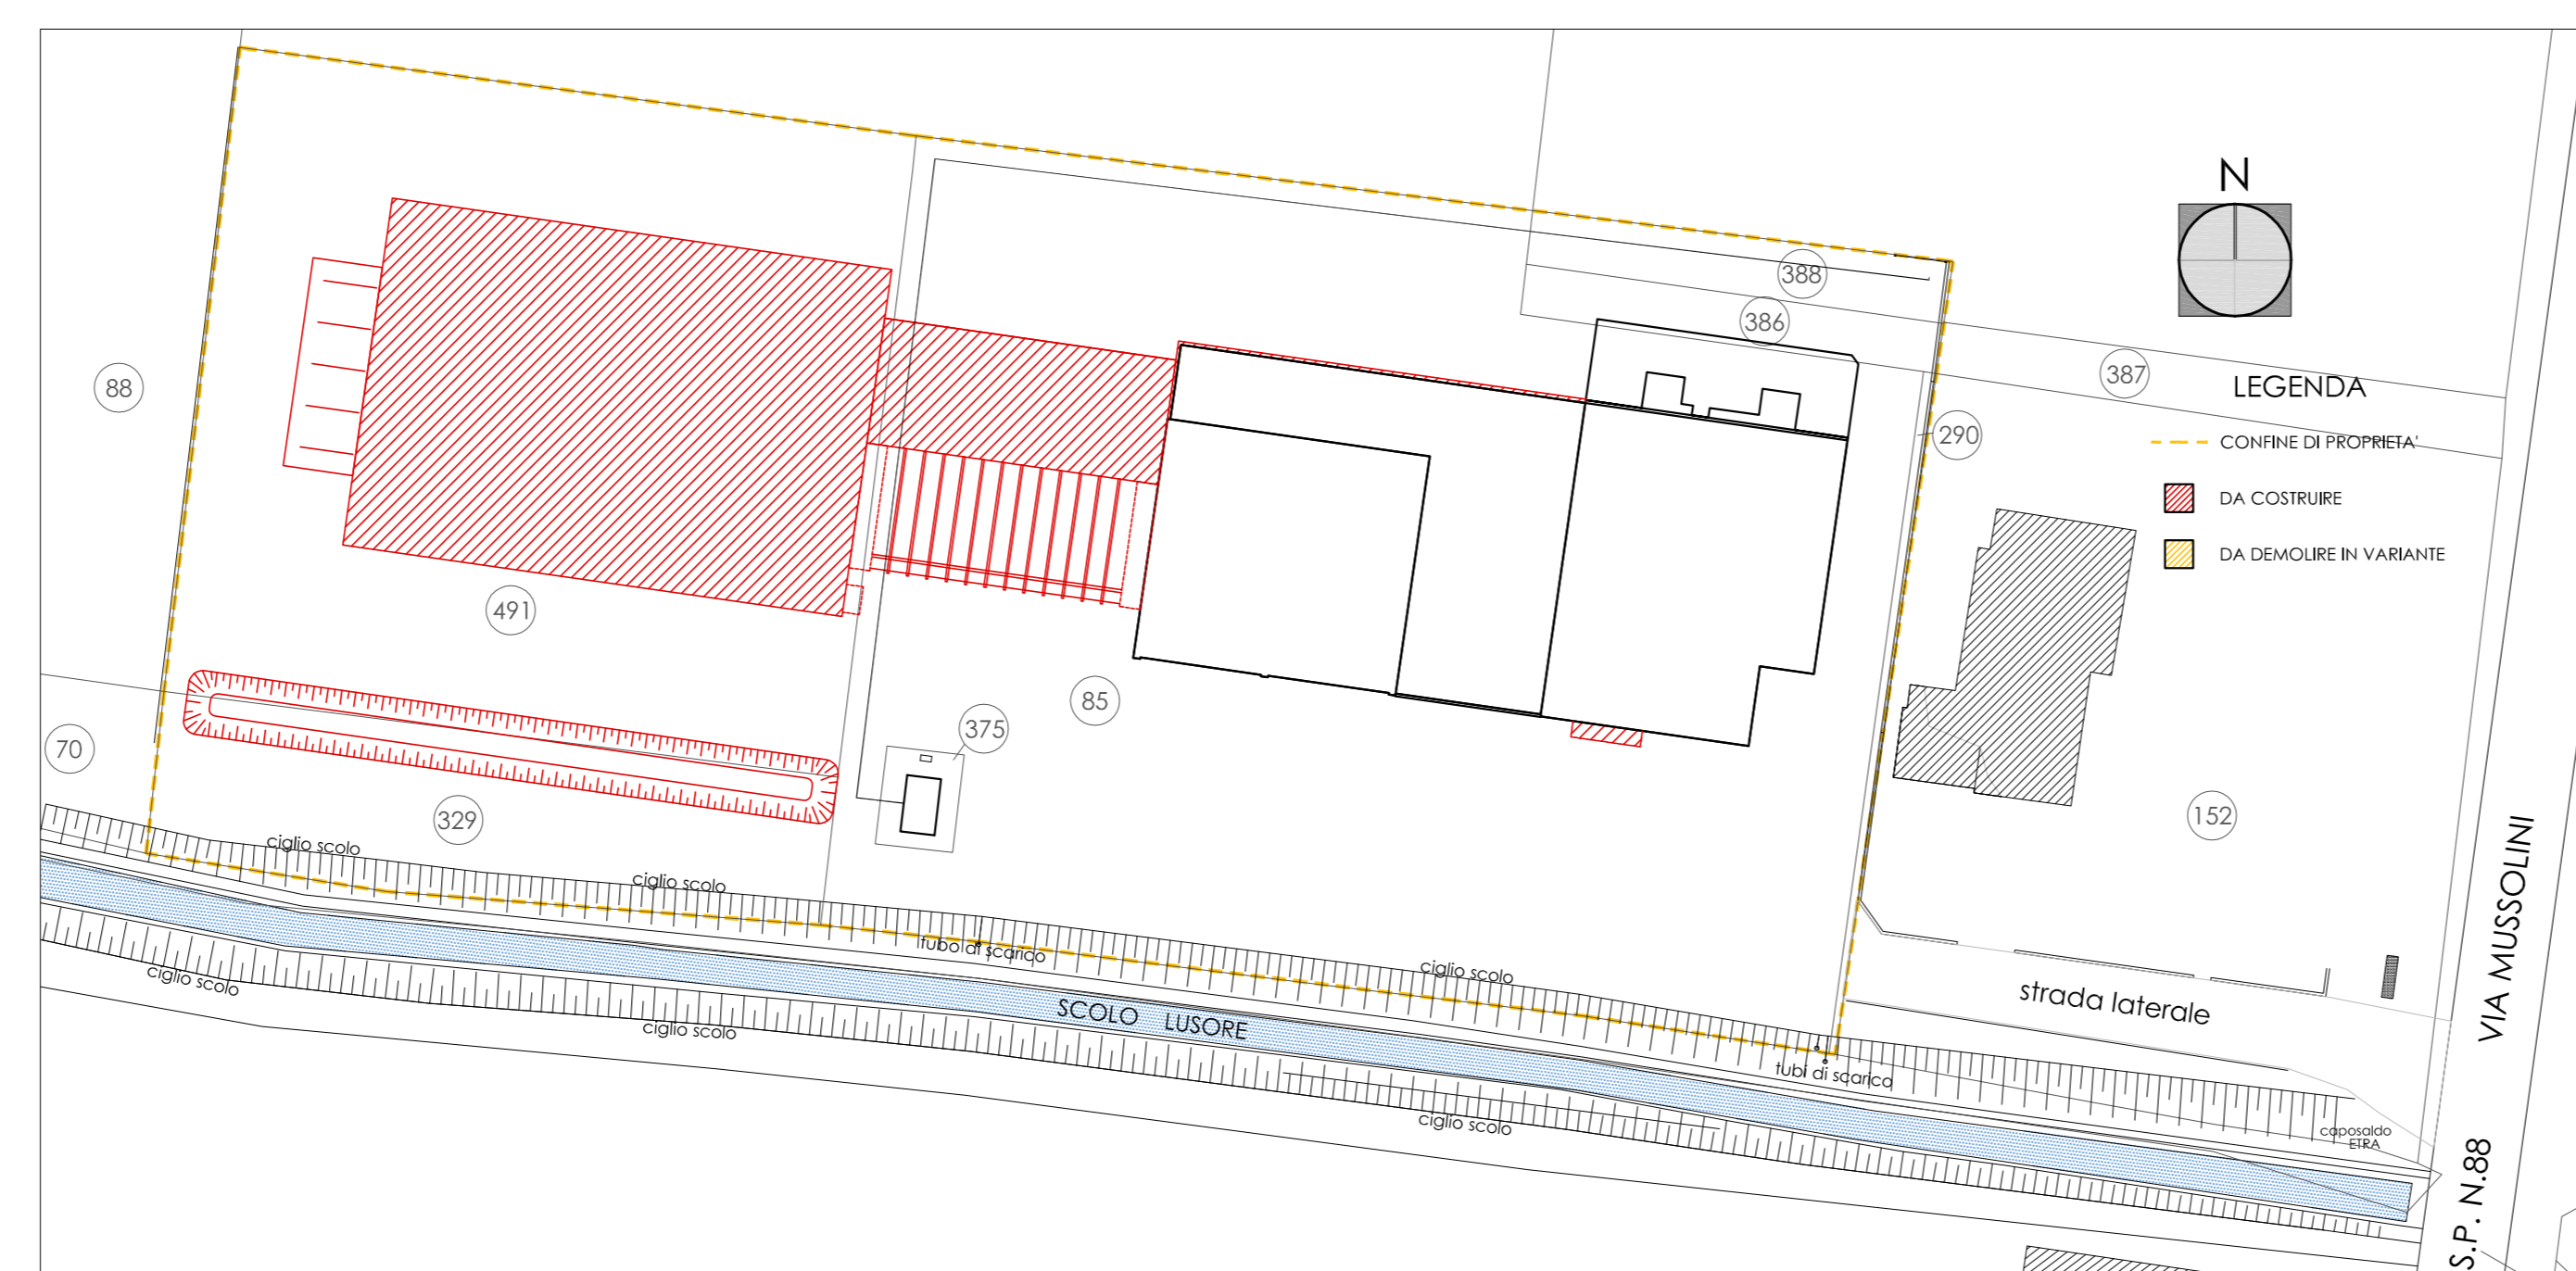 N
388
386
387
88
LEGENDA
290
CONFINE DI PROPRIETA'
DA COSTRUIRE
DA DEMOLIRE IN VARIANTE
491
85
375
70
329
152
ciglio scolo
ciglio scolo
tubo di scarico
ciglio scolo
ciglio scolo
ciglio scolo
SCOLO LUSORE
strada laterale
VIA MUSSOLINI
tubi di scarico
ciglio scolo
caposaldo
ETRA
S.P. N.88